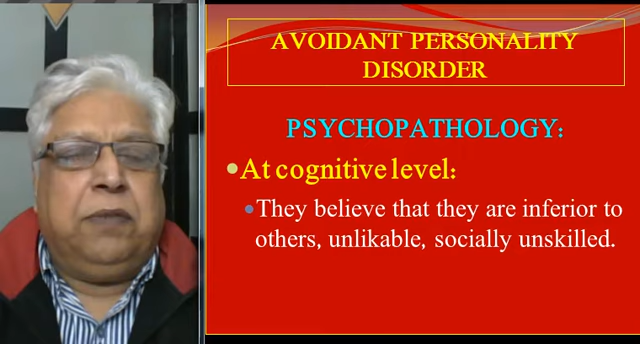 AVOIDANT PERSONALITY
DISORDER
PSYCHOPATHOLOGY:
•At cognitive level:
•They believe that they are inferior to
others, unlikable, socially unskilled.